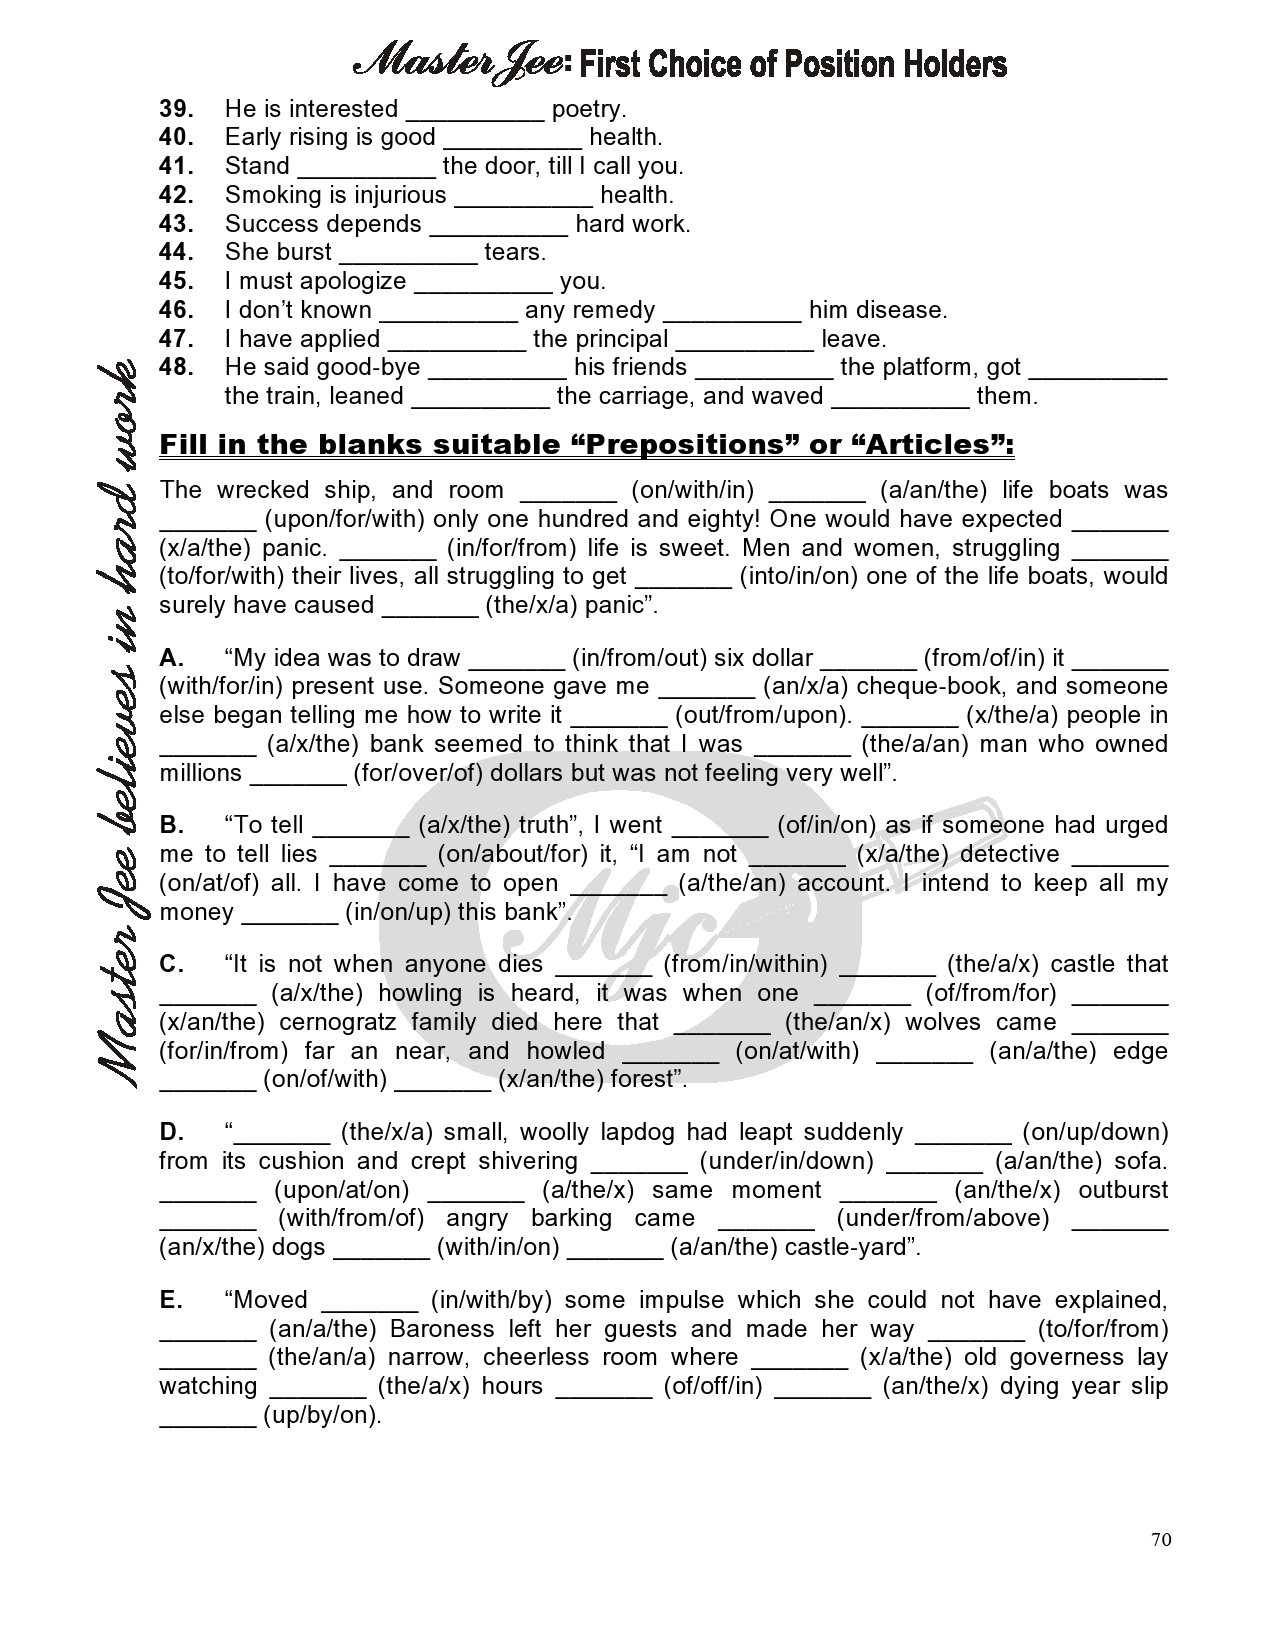 Master Jee: First Choice of Position Holders
39. He is interested __________ poetry.
40. Early rising is good __________ health.
41. Stand __________ the door, till I call you.
42. Smoking is injurious __________ health.
43. Success depends __________ hard work.
44. She burst __________ tears.
45. I must apologize __________ you.
46. I don’t known __________ any remedy __________ him disease.
47. I have applied __________ the principal __________ leave.
48. He said good-bye __________ his friends __________ the platform, got __________
the train, leaned __________ the carriage, and waved __________ them.
Fill in the blanks suitable “Prepositions” or “Articles”:
The wrecked ship, and room _______ (on/with/in) _______ (a/an/the) life boats was
_______ (upon/for/with) only one hundred and eighty! One would have expected _______
(x/a/the) panic. _______ (in/for/from) life is sweet. Men and women, struggling _______
(to/for/with) their lives, all struggling to get _______ (into/in/on) one of the life boats, would
surely have caused _______ (the/x/a) panic”.
A. “My idea was to draw _______ (in/from/out) six dollar _______ (from/of/in) it _______
(with/for/in) present use. Someone gave me _______ (an/x/a) cheque-book, and someone
else began telling me how to write it _______ (out/from/upon). _______ (x/the/a) people in
_______ (a/x/the) bank seemed to think that I was _______ (the/a/an) man who owned
millions _______ (for/over/of) dollars but was not feeling very well”.
B. “To tell _______ (a/x/the) truth”, I went _______ (of/in/on) as if someone had urged
me to tell lies _______ (on/about/for) it, “I am not _______ (x/a/the) detective _______
(on/at/of) all. I have come to open _______ (a/the/an) account. I intend to keep all my
money _______ (in/on/up) this bank”.
C. “It is not when anyone dies _______ (from/in/within) _______ (the/a/x) castle that
_______ (a/x/the) howling is heard, it was when one _______ (of/from/for) _______
(x/an/the) cernogratz family died here that _______ (the/an/x) wolves came _______
(for/in/from) far an near, and howled _______ (on/at/with) _______ (an/a/the) edge
_______ (on/of/with) _______ (x/an/the) forest”.
D. “_______ (the/x/a) small, woolly lapdog had leapt suddenly _______ (on/up/down)
from its cushion and crept shivering _______ (under/in/down) _______ (a/an/the) sofa.
_______ (upon/at/on) _______ (a/the/x) same moment _______ (an/the/x) outburst
_______ (with/from/of) angry barking came _______ (under/from/above) _______
(an/x/the) dogs _______ (with/in/on) _______ (a/an/the) castle-yard”.
E. “Moved _______ (in/with/by) some impulse which she could not have explained,
_______ (an/a/the) Baroness left her guests and made her way _______ (to/for/from)
_______ (the/an/a) narrow, cheerless room where _______ (x/a/the) old governess lay
watching _______ (the/a/x) hours _______ (of/off/in) _______ (an/the/x) dying year slip
_______ (up/by/on).
70
Master Jee believes in hard work
Mjc